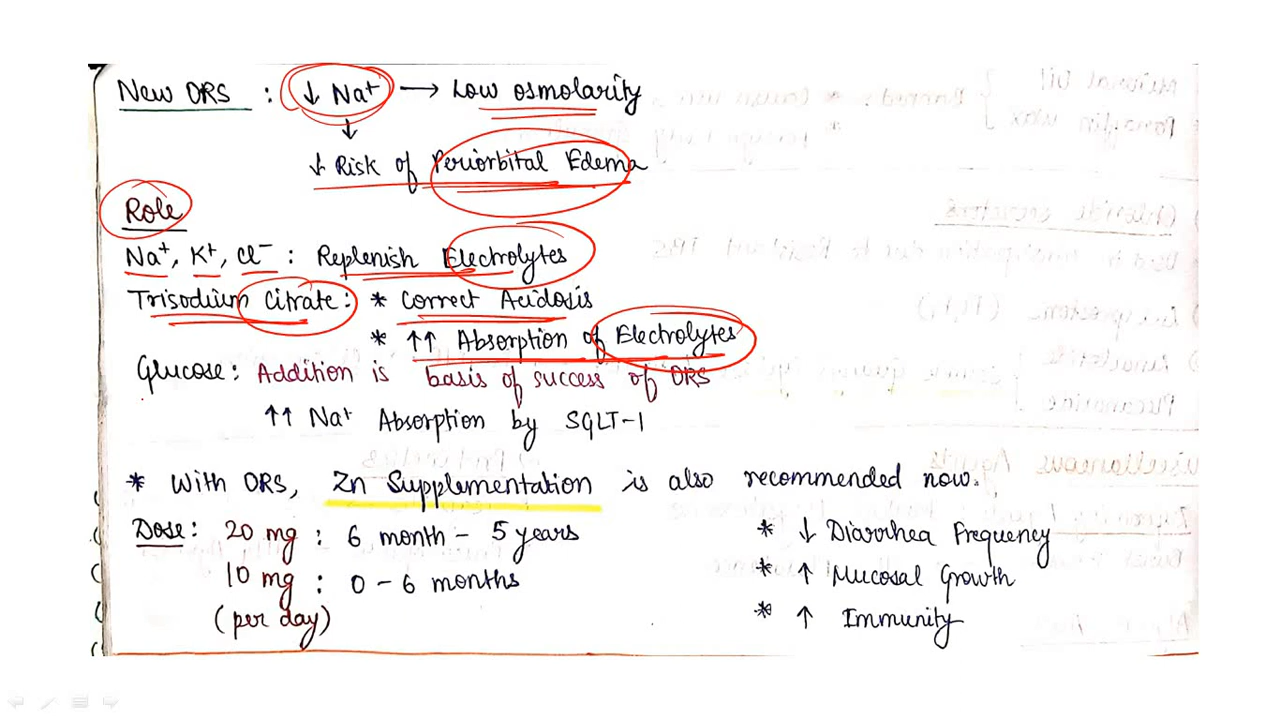 New ORS : ↓ Na⁺ → Low osmolarity
↓
↓ Risk of Periorbital Edema
Role
Na⁺, K⁺, Cl⁻ : Replenish Electrolytes
Trisodium Citrate : * Correct Acidosis
* ↑↑ Absorption of Electrolytes
Glucose : Addition is basis of success of ORS
↑↑ Na⁺ Absorption by SGLT-1
* With ORS, Zn Supplementation is also recommended now.
Dose : 20 mg : 6 month - 5 years
10 mg : 0 - 6 months
(per day)
* ↓ Diarrhea Frequency
* ↑ Mucosal Growth
* ↑ Immunity